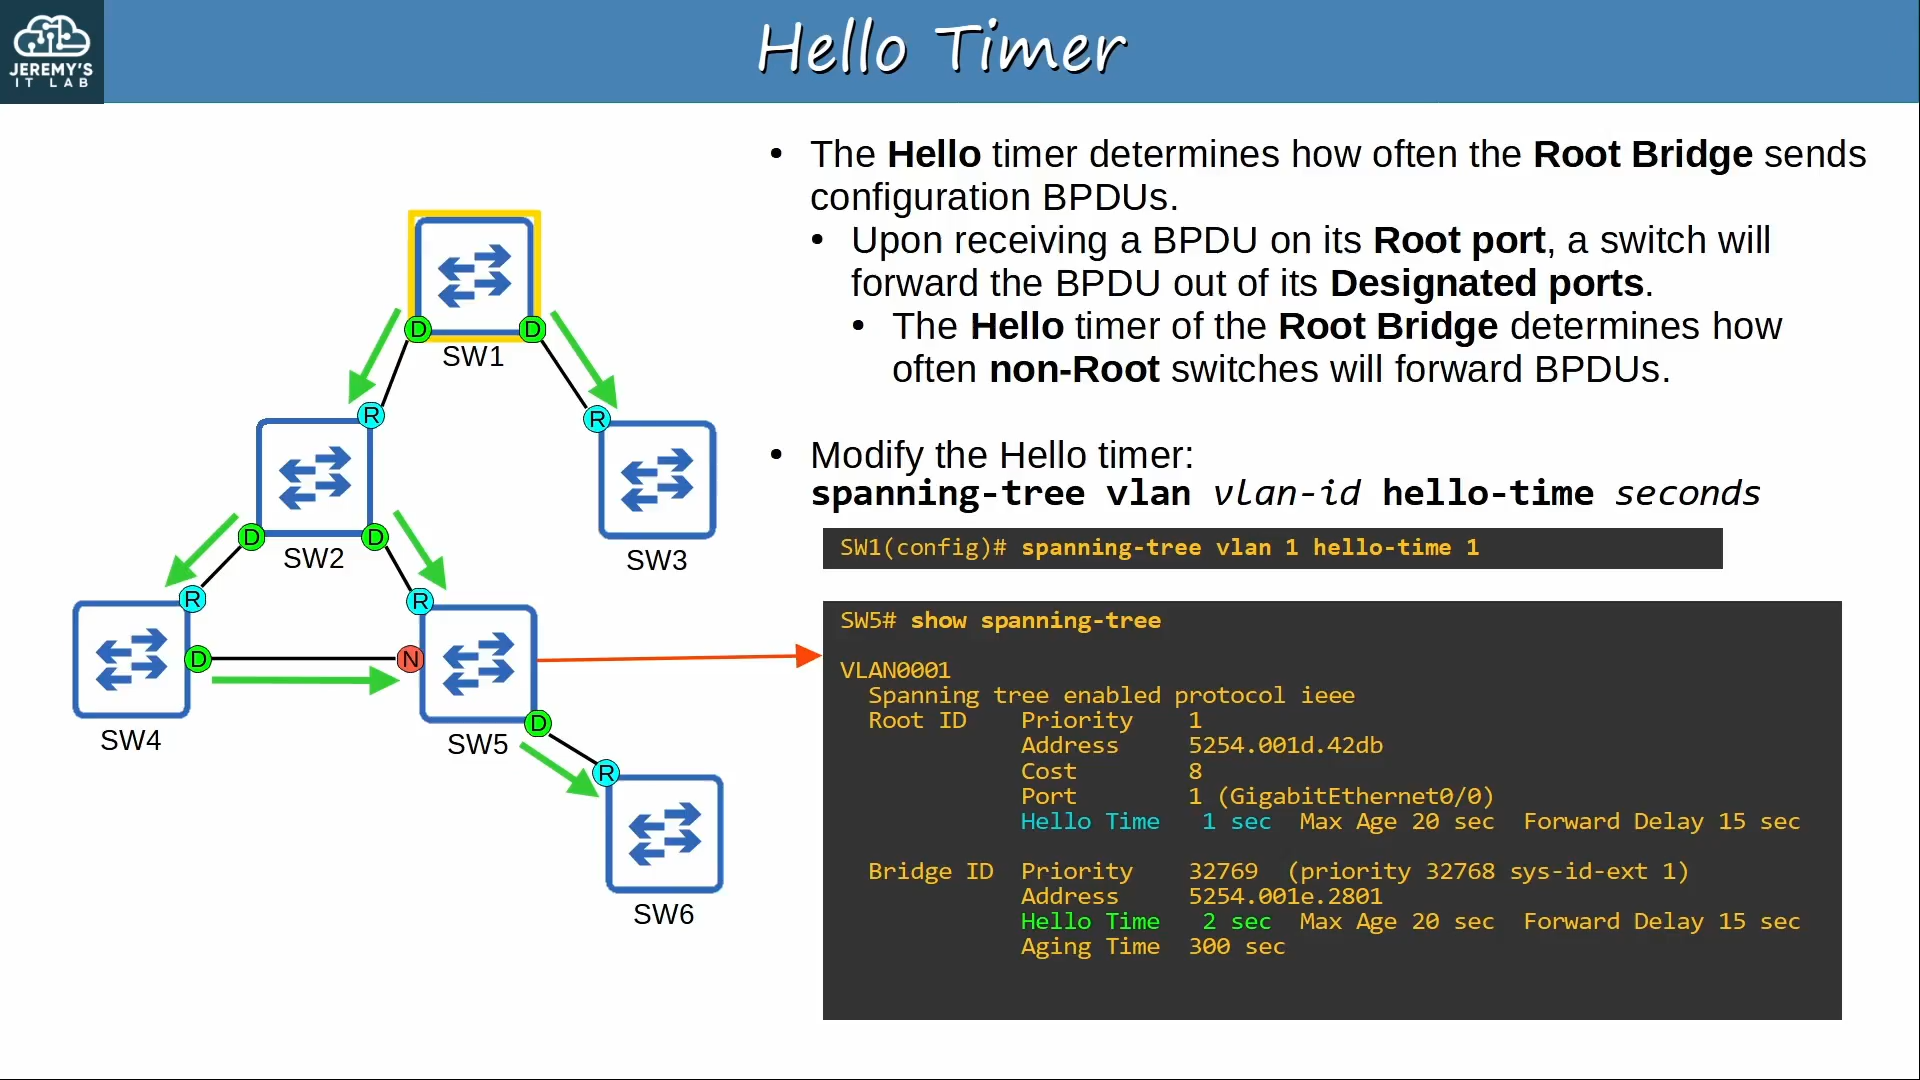 JEREMY'S
IT LAB
Hello Timer
• The Hello timer determines how often the Root Bridge sends
configuration BPDUs.
• Upon receiving a BPDU on its Root port, a switch will
forward the BPDU out of its Designated ports.
• The Hello timer of the Root Bridge determines how
often non-Root switches will forward BPDUs.
• Modify the Hello timer:
spanning-tree vlan vlan-id hello-time seconds
SW1(config)# spanning-tree vlan 1 hello-time 1
SW5# show spanning-tree
VLAN0001
Spanning tree enabled protocol ieee
Root ID Priority 1
Address 5254.001d.42db
Cost 8
Port 1 (GigabitEthernet0/0)
Hello Time 1 sec Max Age 20 sec Forward Delay 15 sec
Bridge ID Priority 32769 (priority 32768 sys-id-ext 1)
Address 5254.001e.2801
Hello Time 2 sec Max Age 20 sec Forward Delay 15 sec
Aging Time 300 sec
D D
SW1
R R
D D
SW2 SW3
R R
D N
SW4 SW5
D
R
SW6